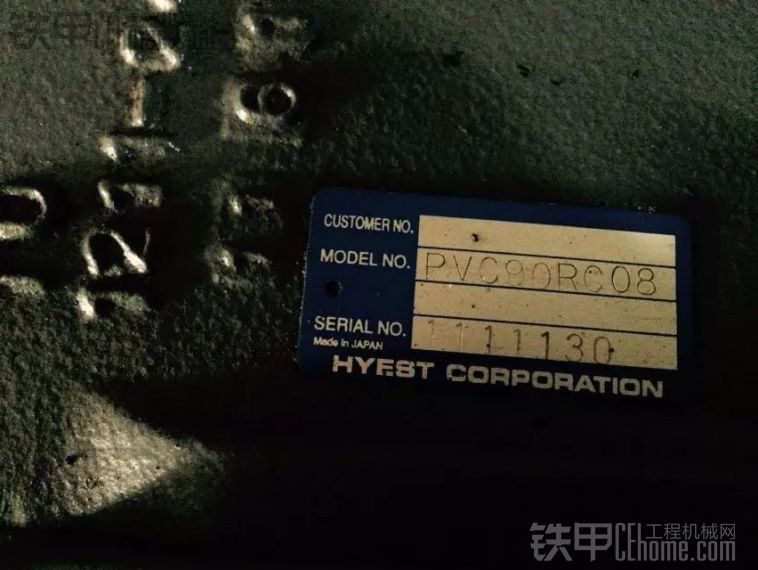 CUSTOMER NO.
MODEL NO. PVC90RC08
SERIAL NO. 1111130
Made in JAPAN
HYEST CORPORATION
铁甲 工程机械网
CEhome.com